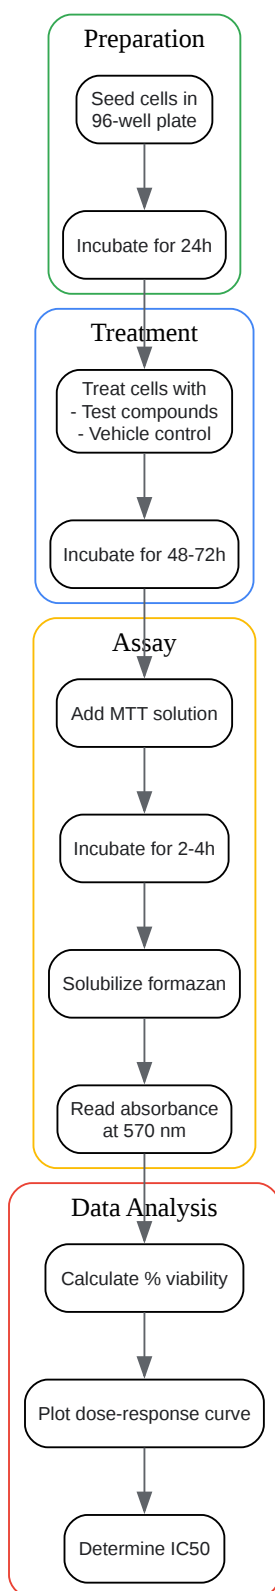 Preparation
Seed cells in
96-well plate
Incubate for 24h
Treatment
Treat cells with
- Test compounds
- Vehicle control
Incubate for 48-72h
Assay
Add MTT solution
Incubate for 2-4h
Solubilize formazan
Read absorbance
at 570 nm
Data Analysis
Calculate % viability
Plot dose-response curve
Determine IC50